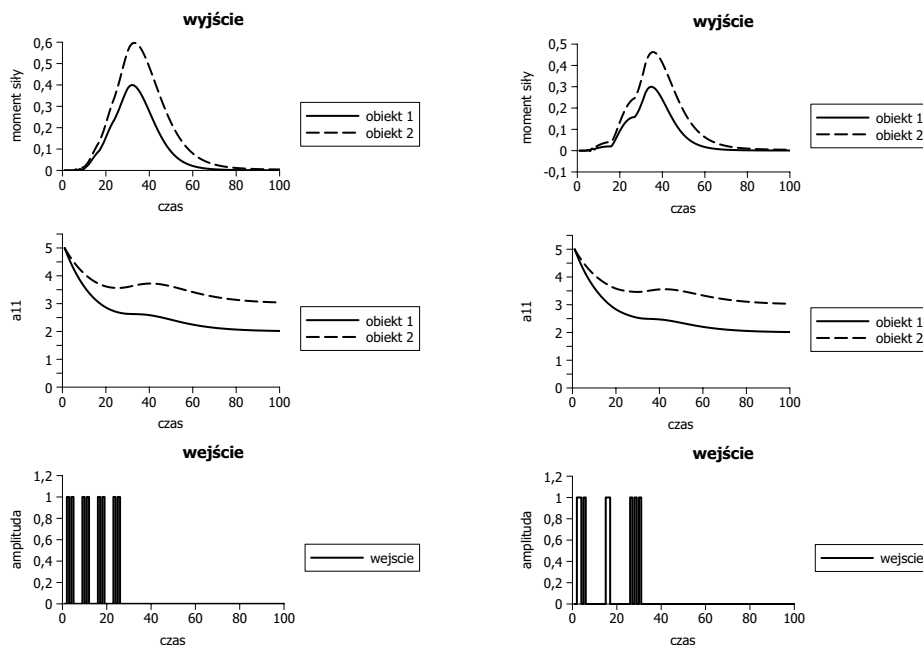 wyjście
0,6
0,5
0,4
0,3
0,2
0,1
0
moment siły
0 20 40 60 80 100
czas
obiekt 1
obiekt 2
wyjście
0,5
0,4
0,3
0,2
0,1
0
-0,1
moment siły
0 20 40 60 80 100
czas
obiekt 1
obiekt 2
5
4
3
2
1
0
a11
0 20 40 60 80 100
czas
obiekt 1
obiekt 2
5
4
3
2
1
0
a11
0 20 40 60 80 100
czas
obiekt 1
obiekt 2
wejście
1,2
1
0,8
0,6
0,4
0,2
0
amplituda
0 20 40 60 80 100
czas
wejscie
wejście
1,2
1
0,8
0,6
0,4
0,2
0
amplituda
0 20 40 60 80 100
czas
wejscie